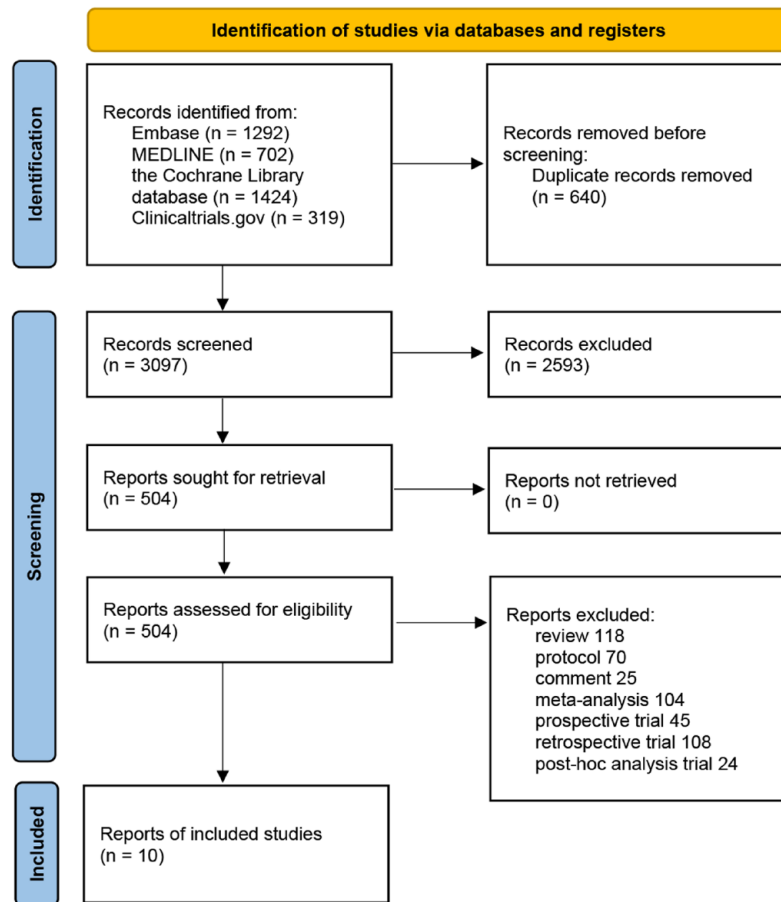 Identification of studies via databases and registers
Identification
Records identified from:
Embase (n = 1292)
MEDLINE (n = 702)
the Cochrane Library
database (n = 1424)
Clinicaltrials.gov (n = 319)
Records removed before
screening:
Duplicate records removed
(n = 640)
Screening
Records screened
(n = 3097)
Records excluded
(n = 2593)
Reports sought for retrieval
(n = 504)
Reports not retrieved
(n = 0)
Reports assessed for eligibility
(n = 504)
Reports excluded:
review 118
protocol 70
comment 25
meta-analysis 104
prospective trial 45
retrospective trial 108
post-hoc analysis trial 24
Included
Reports of included studies
(n = 10)